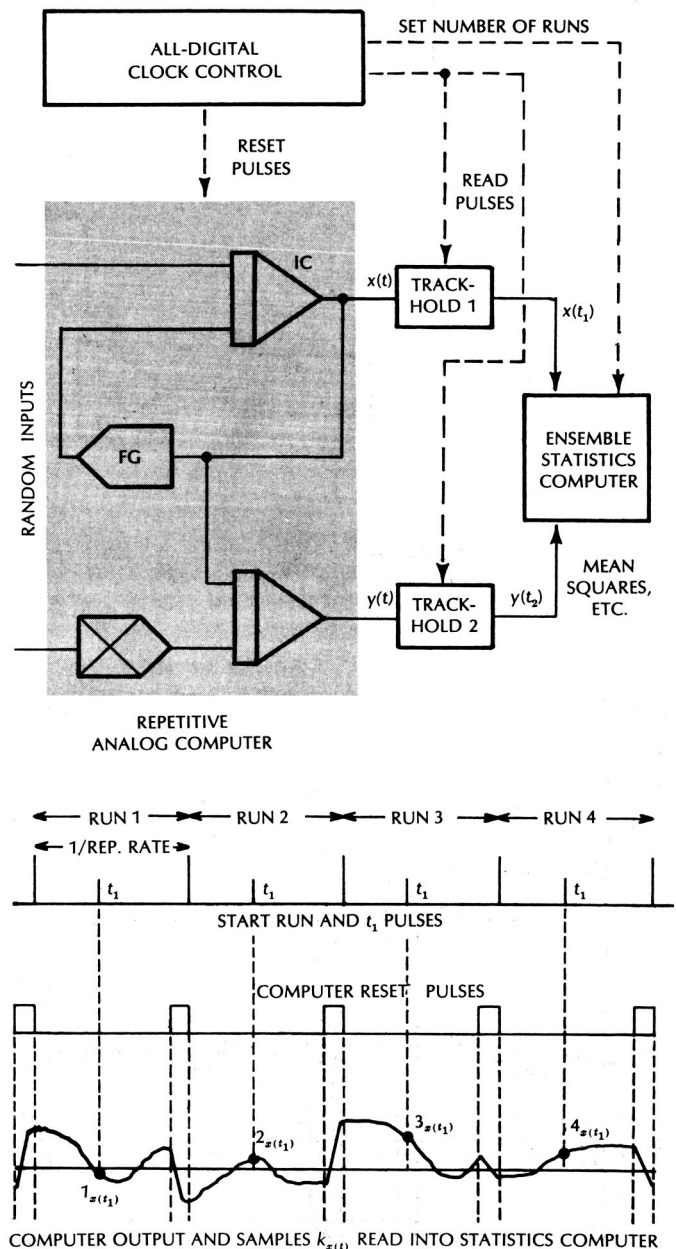 SET NUMBER OF RUNS
ALL-DIGITAL
CLOCK CONTROL
RESET
PULSES
READ
PULSES
IC
x(t)
TRACK-
HOLD 1
x(t₁)
RANDOM INPUTS
FG
ENSEMBLE
STATISTICS
COMPUTER
y(t)
TRACK-
HOLD 2
y(t₂)
MEAN
SQUARES,
ETC.
REPETITIVE
ANALOG COMPUTER
RUN 1 RUN 2 RUN 3 RUN 4
1/REP. RATE
t₁ t₁ t₁ t₁
START RUN AND t₁ PULSES
COMPUTER RESET PULSES
1x(t₁) 2x(t₁) 3x(t₁) 4x(t₁)
COMPUTER OUTPUT AND SAMPLES kx(t) READ INTO STATISTICS COMPUTER